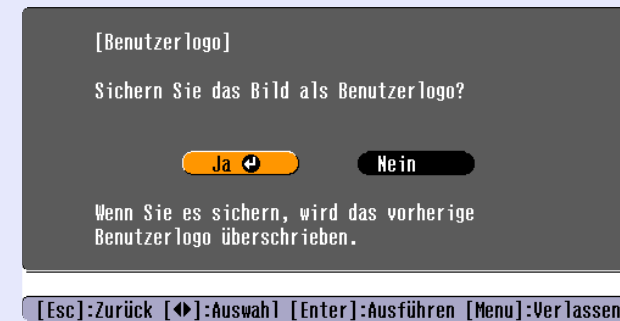 [Benutzerlogo]
Sichern Sie das Bild als Benutzerlogo?
Ja Nein
Wenn Sie es sichern, wird das vorherige
Benutzerlogo überschrieben.
[Esc]:Zurück [◆]:Auswahl [Enter]:Ausführen [Menu]:Verlassen